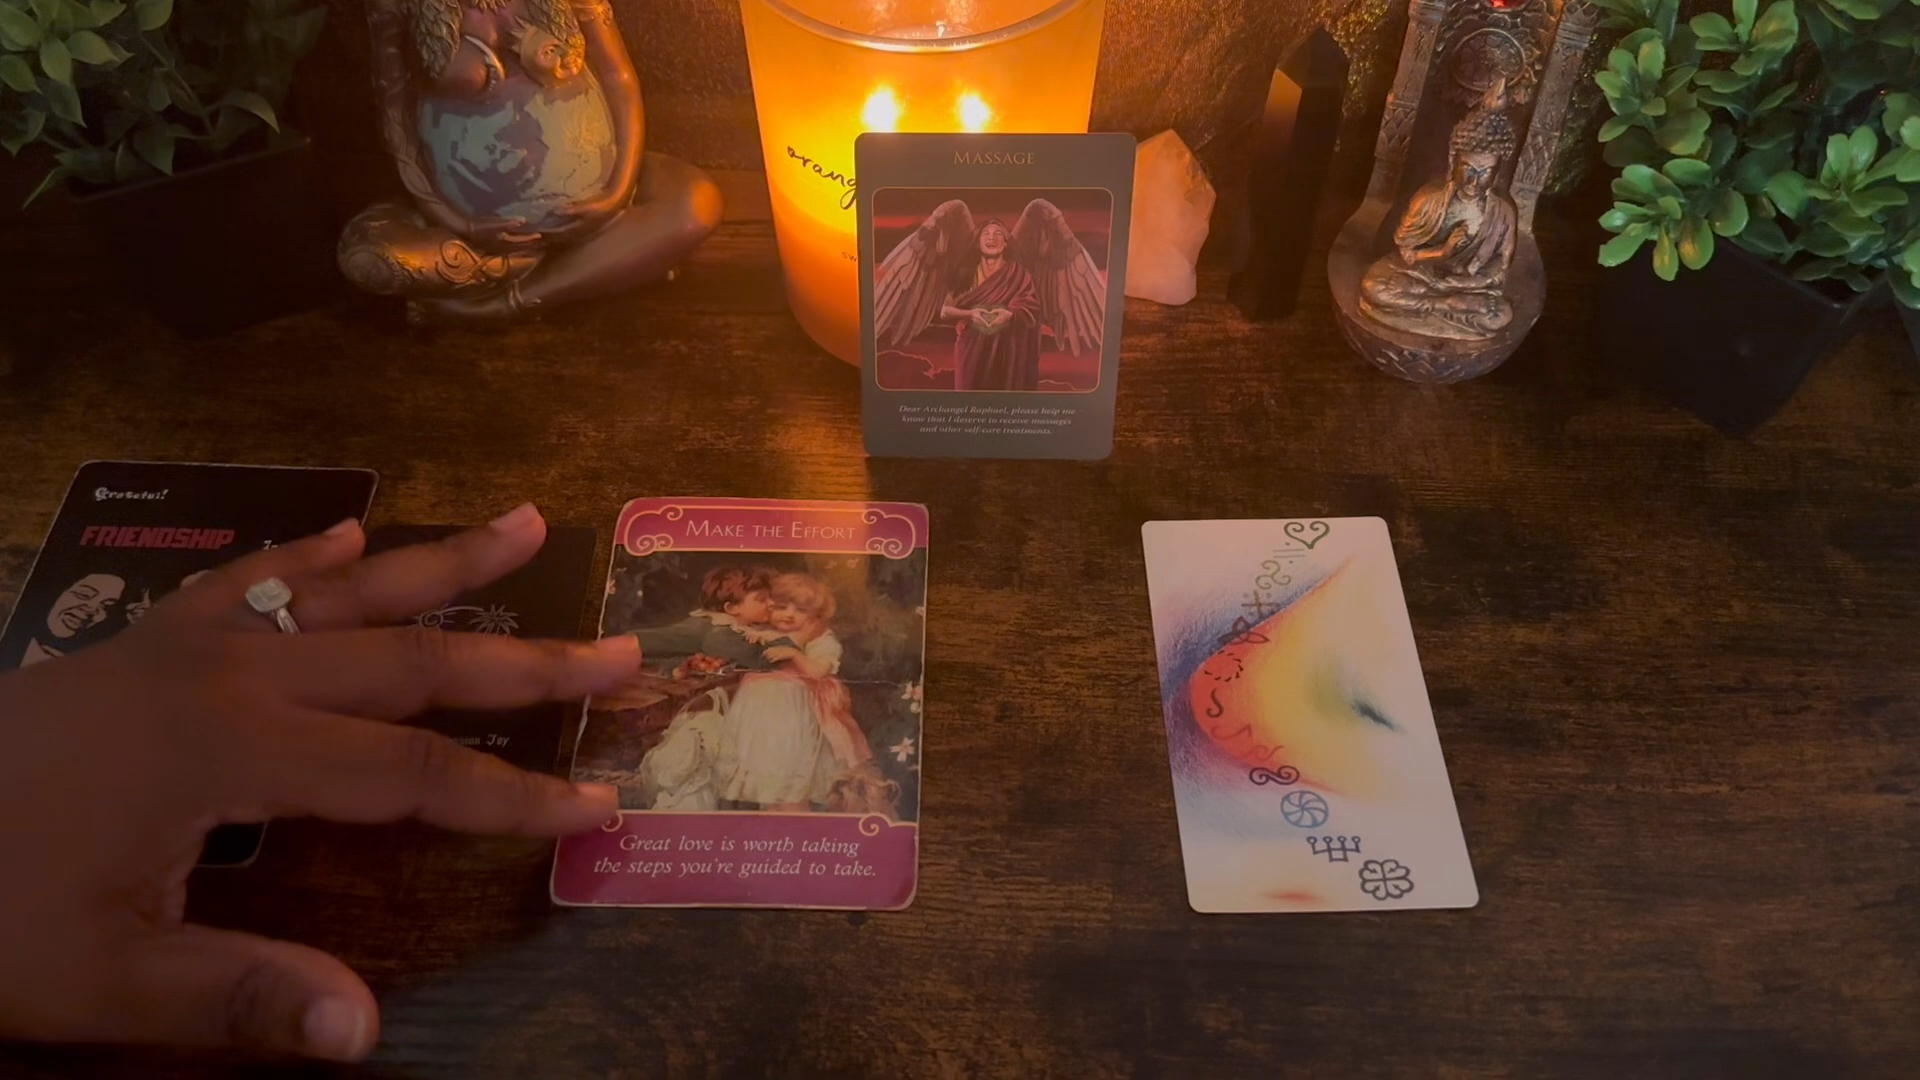 MASSAGE
Dear Archangel Raphael, please help me
know that I deserve to receive massages
and other self-care treatments.
Grateful!
FRIENDSHIP
MAKE THE EFFORT
Great love is worth taking
the steps you're guided to take.
Joy